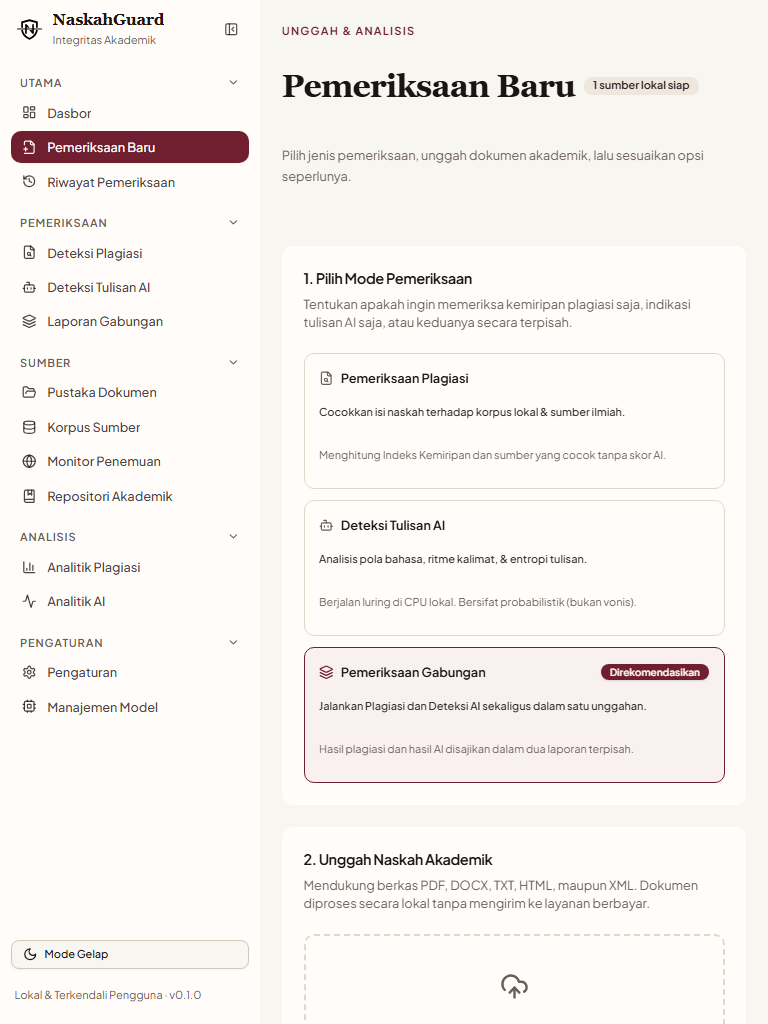 NaskahGuard
Integritas Akademik
UTAMA
Dasbor
Pemeriksaan Baru
Riwayat Pemeriksaan
PEMERIKSAAN
Deteksi Plagiasi
Deteksi Tulisan AI
Laporan Gabungan
SUMBER
Pustaka Dokumen
Korpus Sumber
Monitor Penemuan
Repositori Akademik
ANALISIS
Analitik Plagiasi
Analitik AI
PENGATURAN
Pengaturan
Manajemen Model
Mode Gelap
Lokal & Terkendali Pengguna · v0.1.0
UNGGAH & ANALISIS
Pemeriksaan Baru
1 sumber lokal siap
Pilih jenis pemeriksaan, unggah dokumen akademik, lalu sesuaikan opsi
seperlunya.
1. Pilih Mode Pemeriksaan
Tentukan apakah ingin memeriksa kemiripan plagiasi saja, indikasi
tulisan AI saja, atau keduanya secara terpisah.
Pemeriksaan Plagiasi
Cocokkan isi naskah terhadap korpus lokal & sumber ilmiah.
Menghitung Indeks Kemiripan dan sumber yang cocok tanpa skor AI.
Deteksi Tulisan AI
Analisis pola bahasa, ritme kalimat, & entropi tulisan.
Berjalan luring di CPU lokal. Bersifat probabilistik (bukan vonis).
Pemeriksaan Gabungan
Direkomendasikan
Jalankan Plagiasi dan Deteksi AI sekaligus dalam satu unggahan.
Hasil plagiasi dan hasil AI disajikan dalam dua laporan terpisah.
2. Unggah Naskah Akademik
Mendukung berkas PDF, DOCX, TXT, HTML, maupun XML. Dokumen
diproses secara lokal tanpa mengirim ke layanan berbayar.